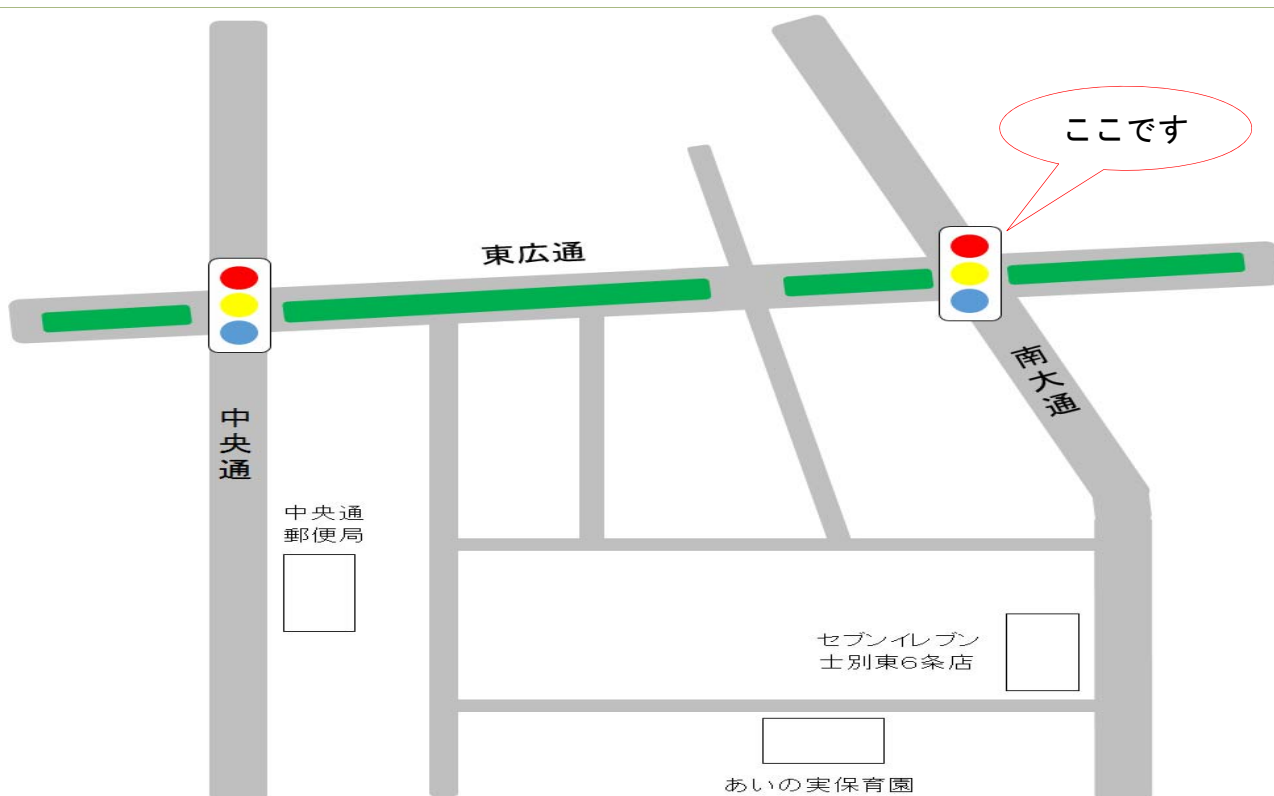 ここです
東広通
南大通
中央通
中央通
郵便局
セブンイレブン
士別東6条店
あいの実保育園